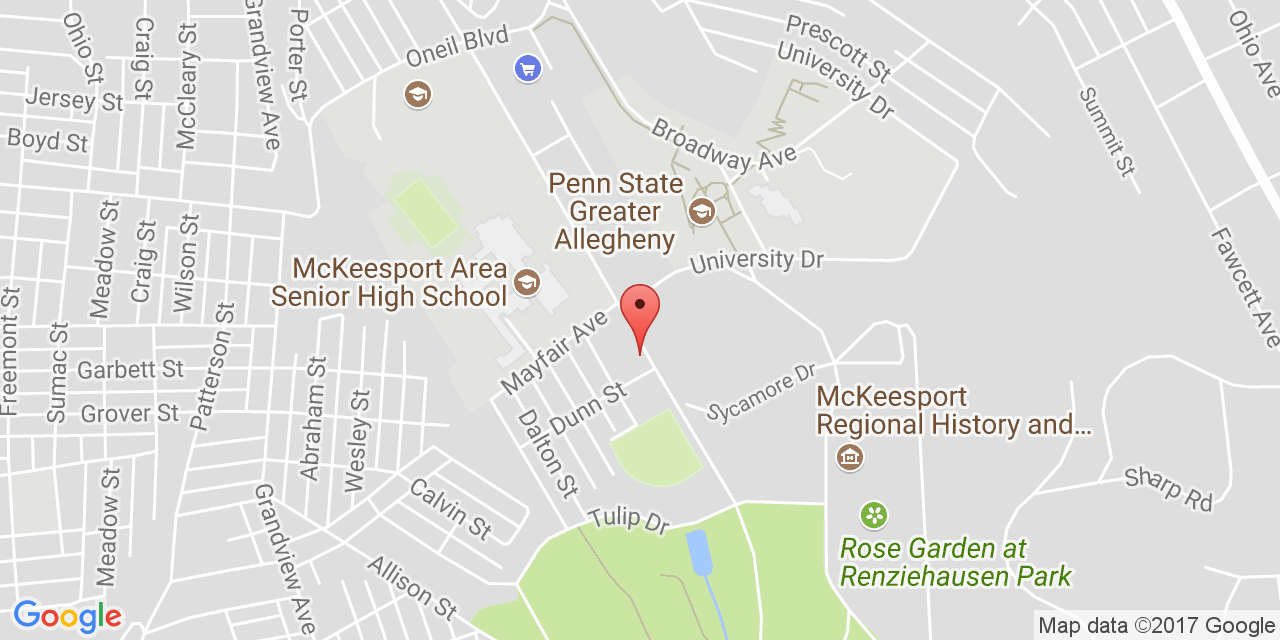 Ohio St
Craig St
McCleary St
Grandview Ave
Porter St
Oneil Blvd
Prescott St
University Dr
Ohio Ave
Jersey St
Boyd St
Broadway Ave
Summit St
Penn State
Greater
Allegheny
Meadow St
Craig St
Wilson St
McKeesport Area
Senior High School
University Dr
Fawcett Ave
Freemont St
Sumac St
Garbett St
Grover St
Patterson St
Abraham St
Wesley St
Mayfair Ave
Dunn St
Dalton St
Sycamore Dr
McKeesport
Regional History and...
Meadow St
Grandview Ave
Calvin St
Allison St
Tulip Dr
Sharp Rd
Rose Garden at
Renziehausen Park
Google
Map data ©2017 Google